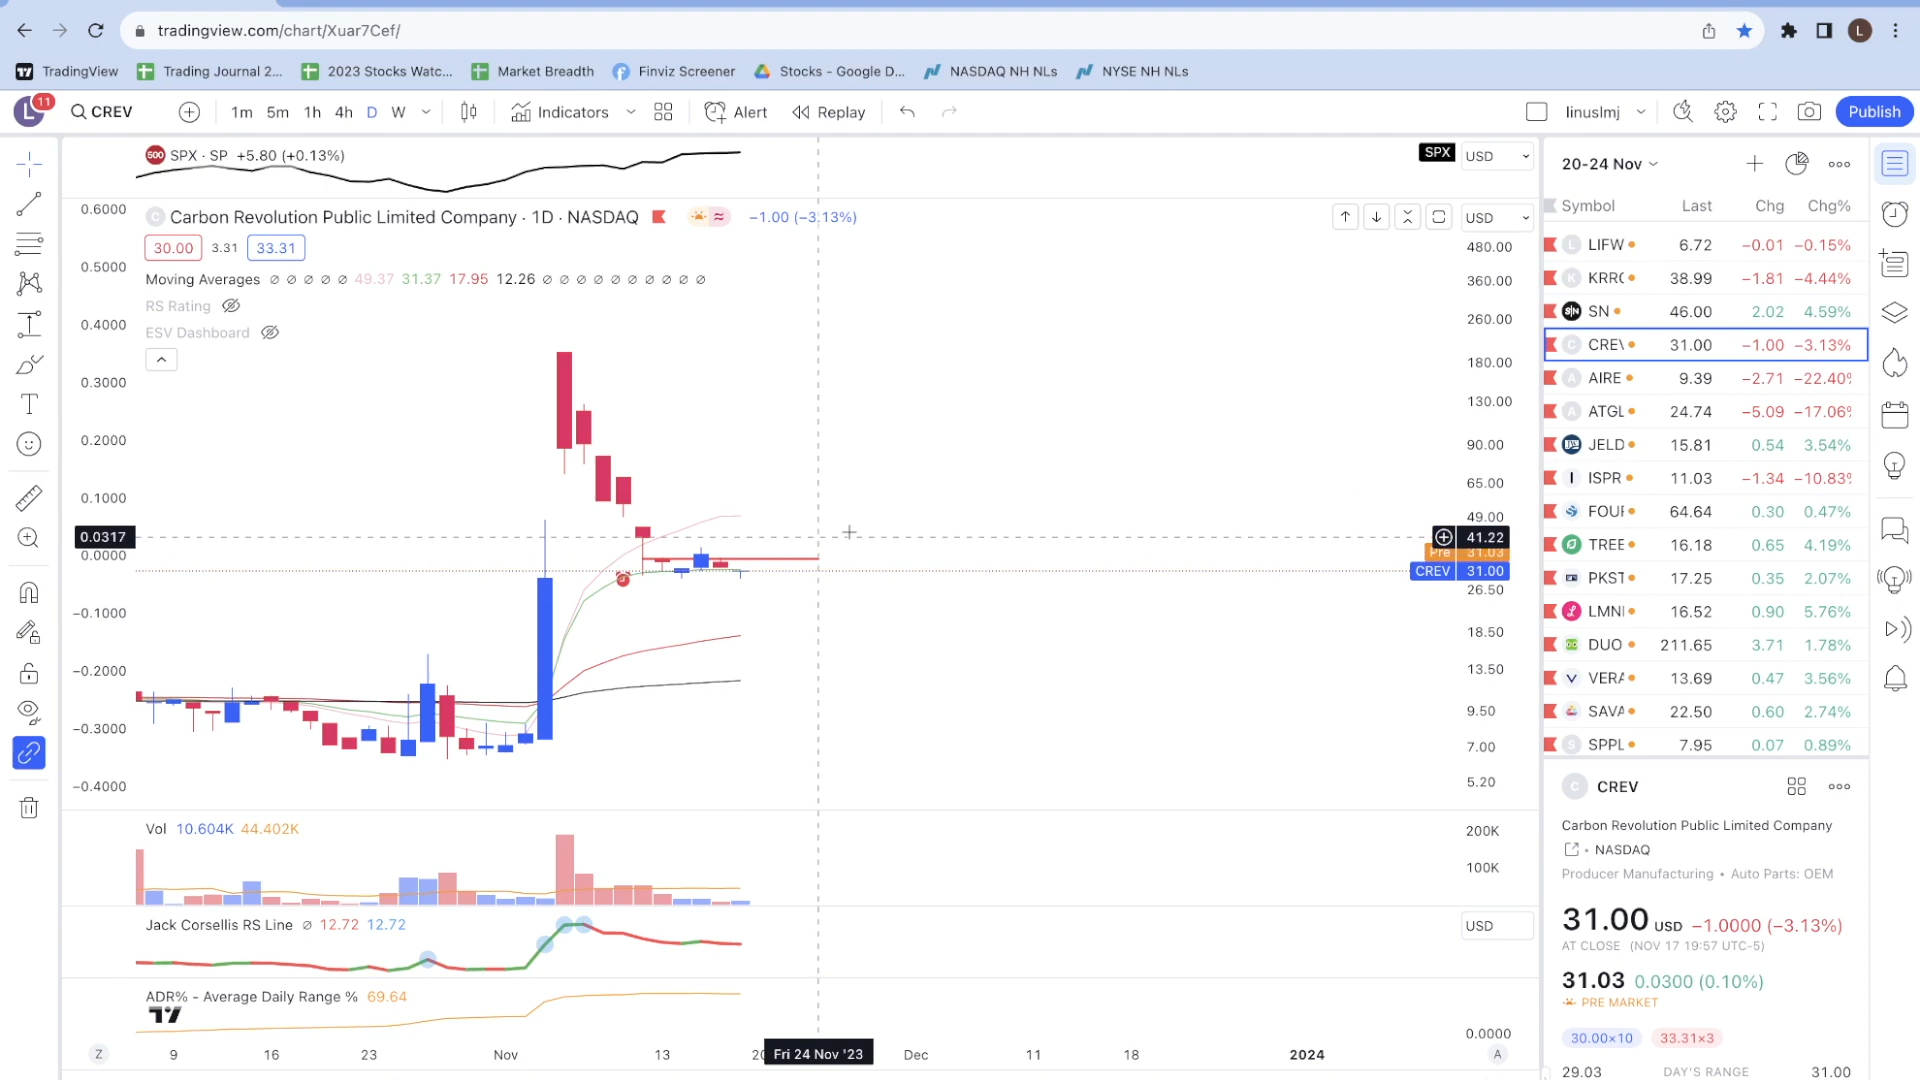 tradingview.com/chart/Xuar7Cef/
L
TradingView
Trading Journal 2...
2023 Stocks Watc...
Market Breadth
Finviz Screener
Stocks - Google D...
NASDAQ NH NLs
NYSE NH NLs
L 11
CREV
1m 5m 1h 4h D W
Indicators
Alert
Replay
linuslmj
Publish
500 SPX · SP +5.80 (+0.13%)
SPX USD
C Carbon Revolution Public Limited Company · 1D · NASDAQ −1.00 (−3.13%)
USD
30.00 3.31 33.31
Moving Averages ∅ ∅ ∅ ∅ ∅ 49.37 31.37 17.95 12.26 ∅ ∅ ∅ ∅ ∅ ∅ ∅ ∅ ∅ ∅
RS Rating
ESV Dashboard
0.6000
0.5000
0.4000
0.3000
0.2000
0.1000
0.0317
0.0000
−0.1000
−0.2000
−0.3000
−0.4000
480.00
360.00
260.00
180.00
130.00
90.00
65.00
49.00
41.22
Pre 31.03
CREV 31.00
26.50
18.50
13.50
9.50
7.00
5.20
Vol 10.604K 44.402K
200K
100K
Jack Corsellis RS Line ∅ 12.72 12.72
USD
ADR% - Average Daily Range % 69.64
0.0000
Z 9 16 23 Nov 13 20 Fri 24 Nov '23 Dec 11 18 2024 A
20-24 Nov
Symbol Last Chg Chg%
L LIFW 6.72 −0.01 −0.15%
K KRRO 38.99 −1.81 −4.44%
S|N SN 46.00 2.02 4.59%
C CREV 31.00 −1.00 −3.13%
A AIRE 9.39 −2.71 −22.40%
A ATGL 24.74 −5.09 −17.06%
JELD 15.81 0.54 3.54%
I ISPR 11.03 −1.34 −10.83%
FOUR 64.64 0.30 0.47%
TREE 16.18 0.65 4.19%
PKST 17.25 0.35 2.07%
LMNI 16.52 0.90 5.76%
DUO 211.65 3.71 1.78%
VERA 13.69 0.47 3.56%
SAVA 22.50 0.60 2.74%
S SPPL 7.95 0.07 0.89%
C CREV
Carbon Revolution Public Limited Company
• NASDAQ
Producer Manufacturing • Auto Parts: OEM
31.00 USD −1.0000 (−3.13%)
AT CLOSE (NOV 17 19:57 UTC-5)
31.03 0.0300 (0.10%)
PRE MARKET
30.00×10 33.31×3
29.03 DAY'S RANGE 31.00